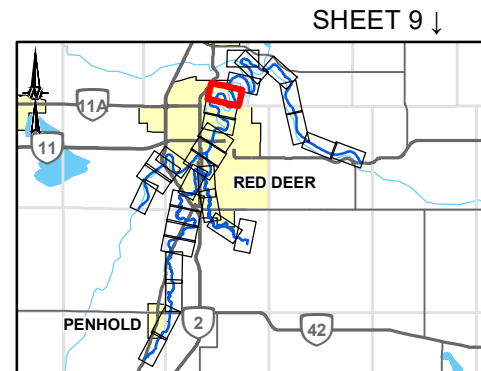 SHEET 9 ↓
11A
11
RED DEER
PENHOLD
2
42